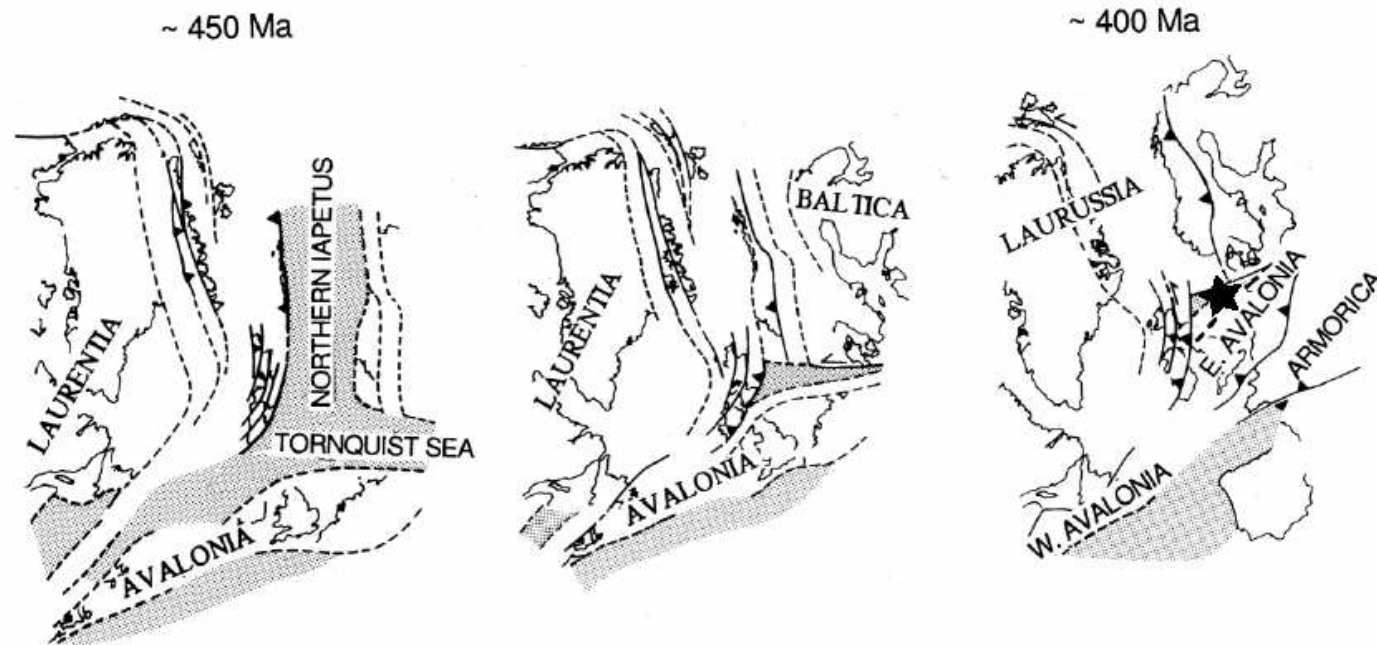 ~ 450 Ma
~ 400 Ma
LAURENTIA
NORTHERN IAPETUS
TORNQUIST SEA
AVALONIA
BALTICA
LAURENTIA
AVALONIA
LAURUSSIA
E. AVALONIA
ARMORICA
W. AVALONIA